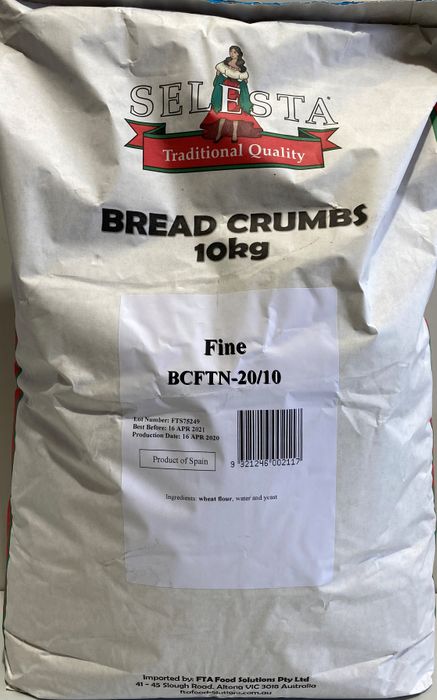 SELESTA
Traditional Quality
BREAD CRUMBS
10kg
Fine
BCFTN-20/10
Lot Number: FTS75249
Best Before: 16 APR 2021
Production Date: 16 APR 2020
Product of Spain
9 321246 002117
Ingredients: wheat flour, water and yeast
Imported by: FTA Food Solutions Pty Ltd
41 - 45 Slough Road, Altong VIC 3018 Australia